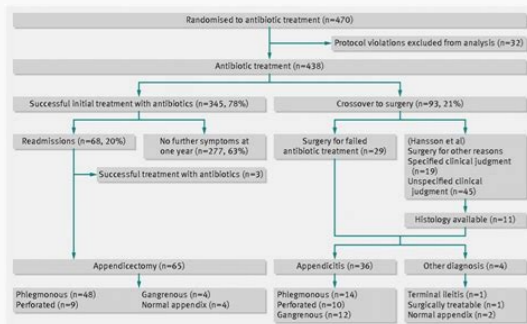 Randomised to antibiotic treatment (n=470)
Protocol violations excluded from analysis (n=32)
Antibiotic treatment (n=438)
Successful initial treatment with antibiotics (n=345, 78%)
Crossover to surgery (n=93, 21%)
Readmissions (n=68, 20%)
No further symptoms at
one year (n=277, 63%)
Surgery for failed
antibiotic treatment (n=29)
(Hansson et al)
Surgery for other reasons
Specified clinical judgment
(n=19)
Unspecified clinical
judgment (n=45)
Successful treatment with antibiotics (n=3)
Histology available (n=11)
Appendicectomy (n=65)
Appendicitis (n=36)
Other diagnosis (n=4)
Phlegmonous (n=48)
Perforated (n=9)
Gangrenous (n=4)
Normal appendix (n=4)
Phlegmonous (n=14)
Perforated (n=10)
Gangrenous (n=12)
Terminal ileitis (n=1)
Surgically treatable (n=1)
Normal appendix (n=2)